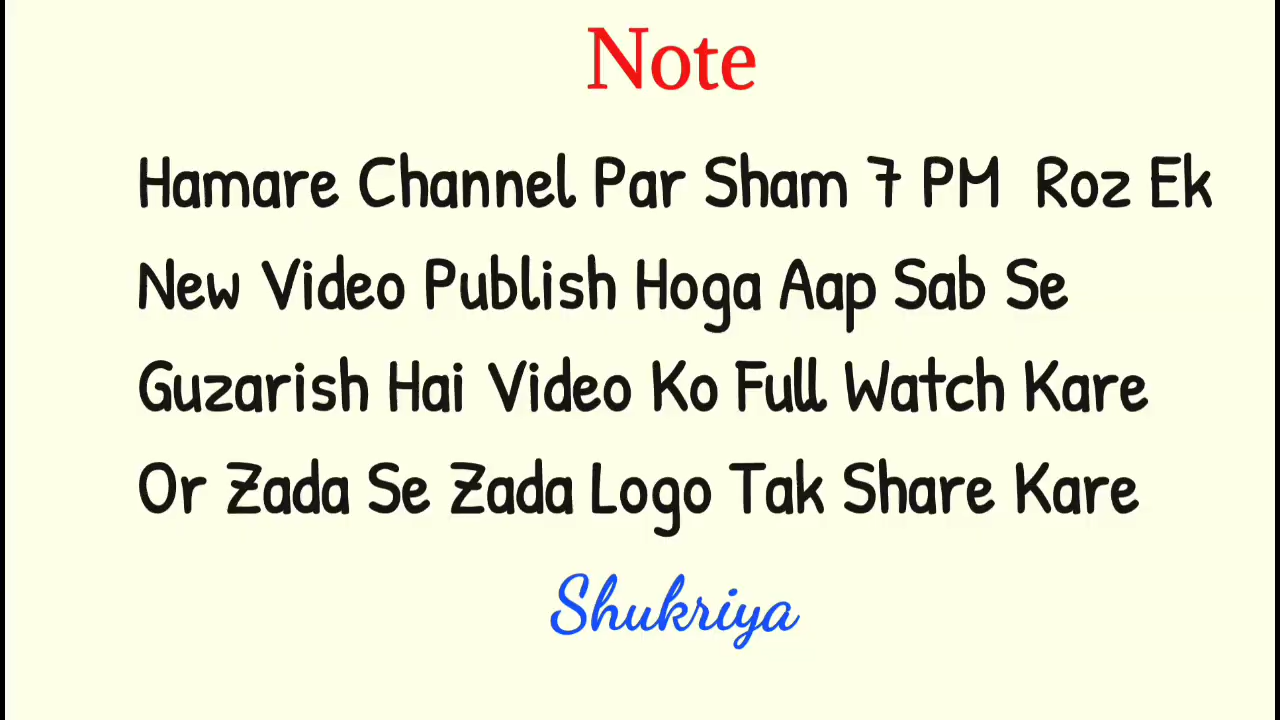 Note
Hamare Channel Par Sham 7 PM Roz Ek
New Video Publish Hoga Aap Sab Se
Guzarish Hai Video Ko Full Watch Kare
Or Zada Se Zada Logo Tak Share Kare
Shukriya